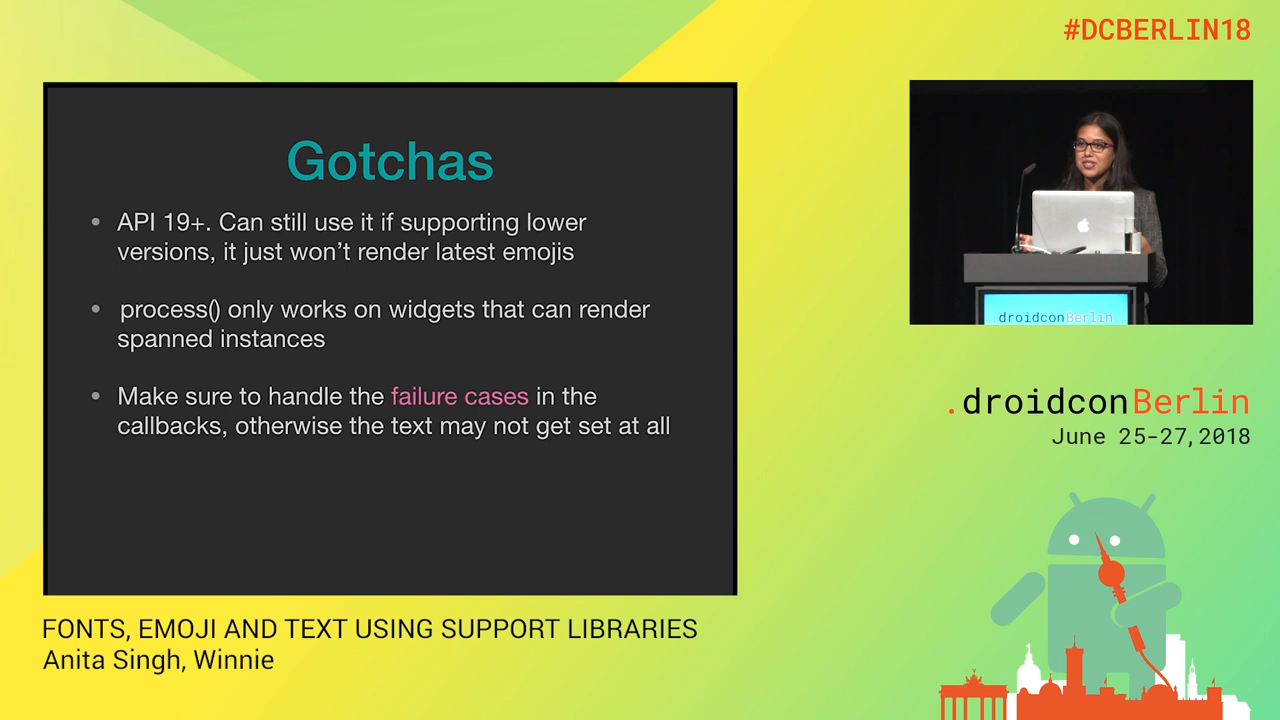 #DCBERLIN18
Gotchas
• API 19+. Can still use it if supporting lower
versions, it just won’t render latest emojis
• process() only works on widgets that can render
spanned instances
• Make sure to handle the failure cases in the
callbacks, otherwise the text may not get set at all
droidconBerlin
.droidconBerlin
June 25-27, 2018
FONTS, EMOJI AND TEXT USING SUPPORT LIBRARIES
Anita Singh, Winnie